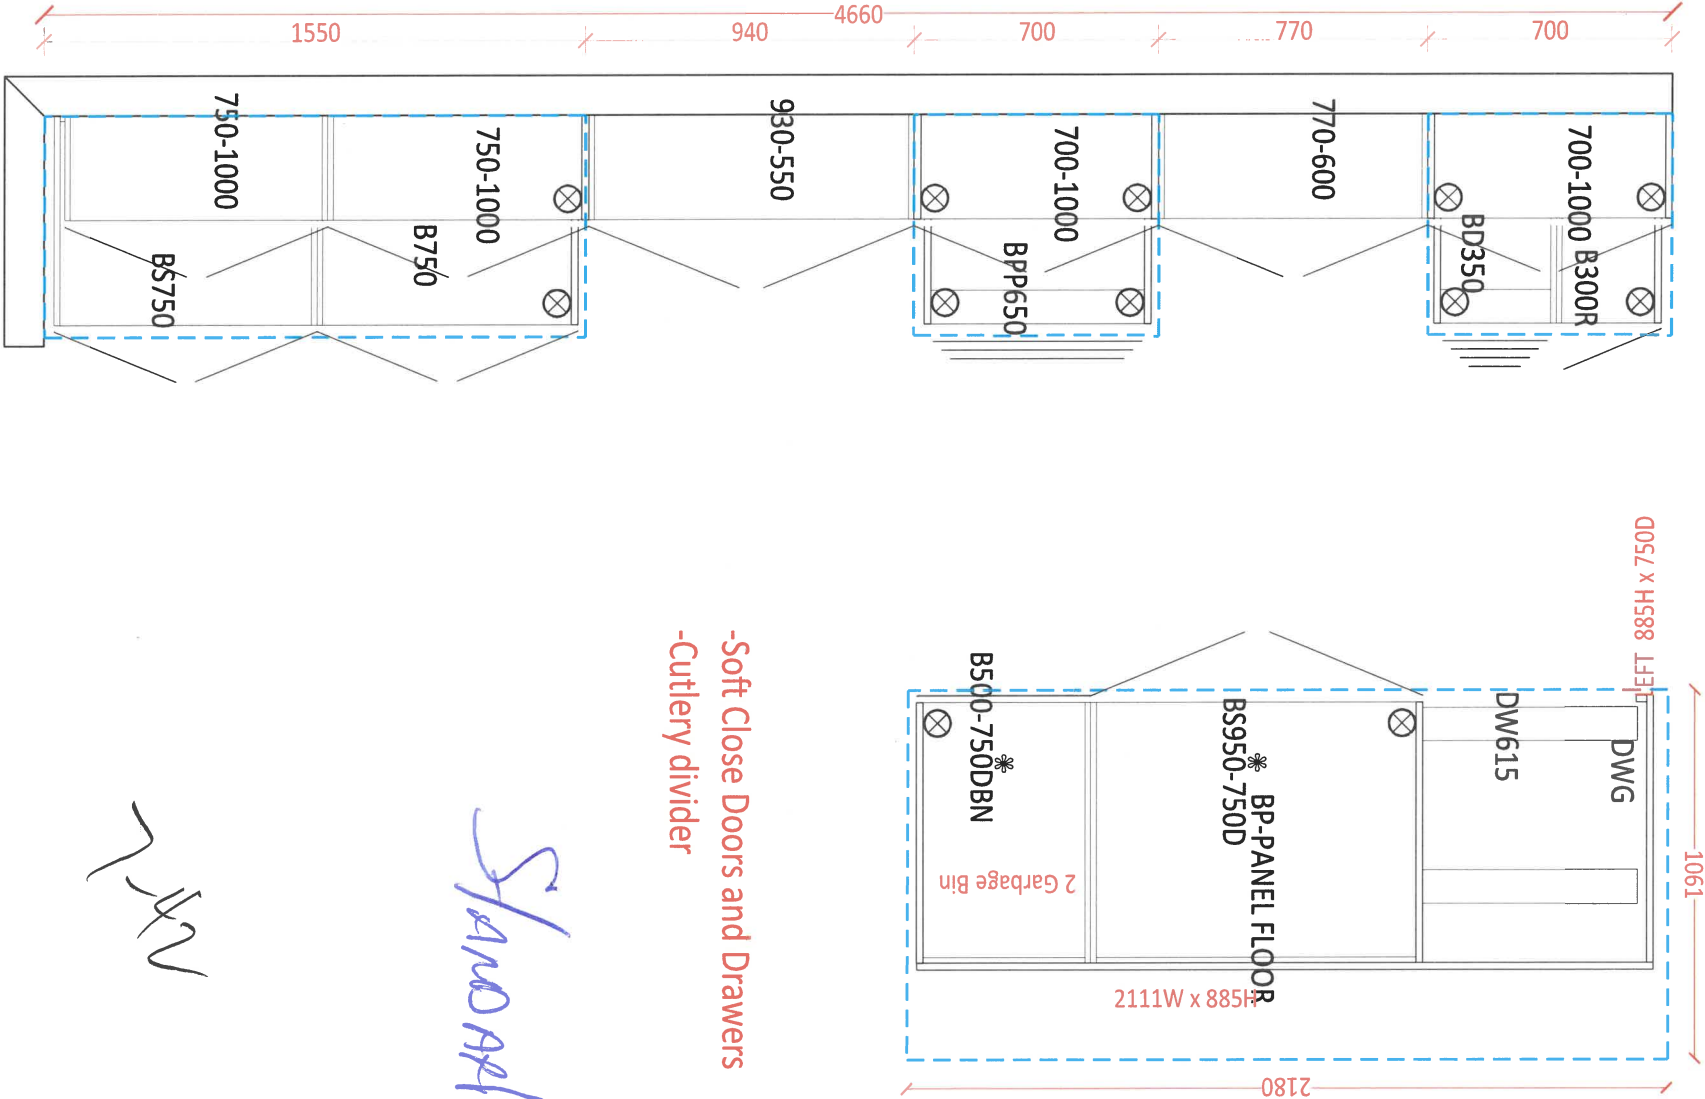 4660
1550
940
700
770
700
750-1000
750-1000
930-550
700-1000
770-600
700-1000
BS750
B750
BPP650
BD350
B300R
DWG LEFT 885H x 750D
B500-750DBN
BS950-750D
BP-PANEL FLOOR
DW615
2 Garbage Bin
2111W x 885H
1061
2180
-Soft Close Doors and Drawers
-Cutlery divider